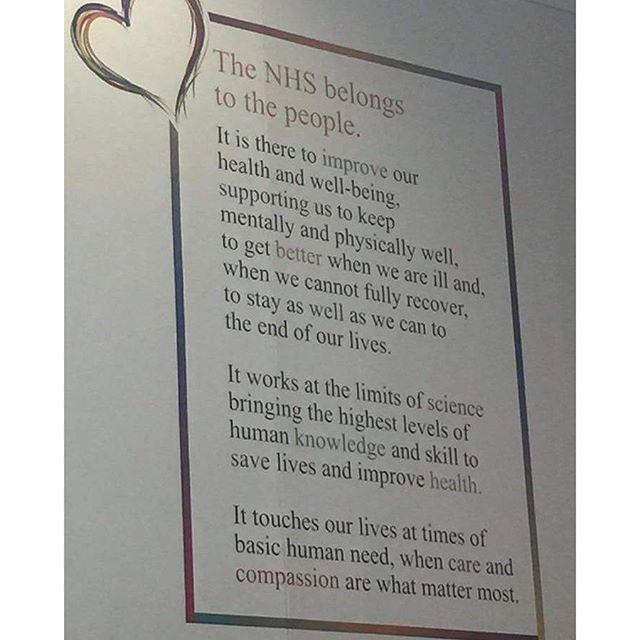 The NHS belongs
to the people.
It is there to improve our
health and well-being,
supporting us to keep
mentally and physically well,
to get better when we are ill and,
when we cannot fully recover,
to stay as well as we can to
the end of our lives.
It works at the limits of science
bringing the highest levels of
human knowledge and skill to
save lives and improve health.
It touches our lives at times of
basic human need, when care and
compassion are what matter most.